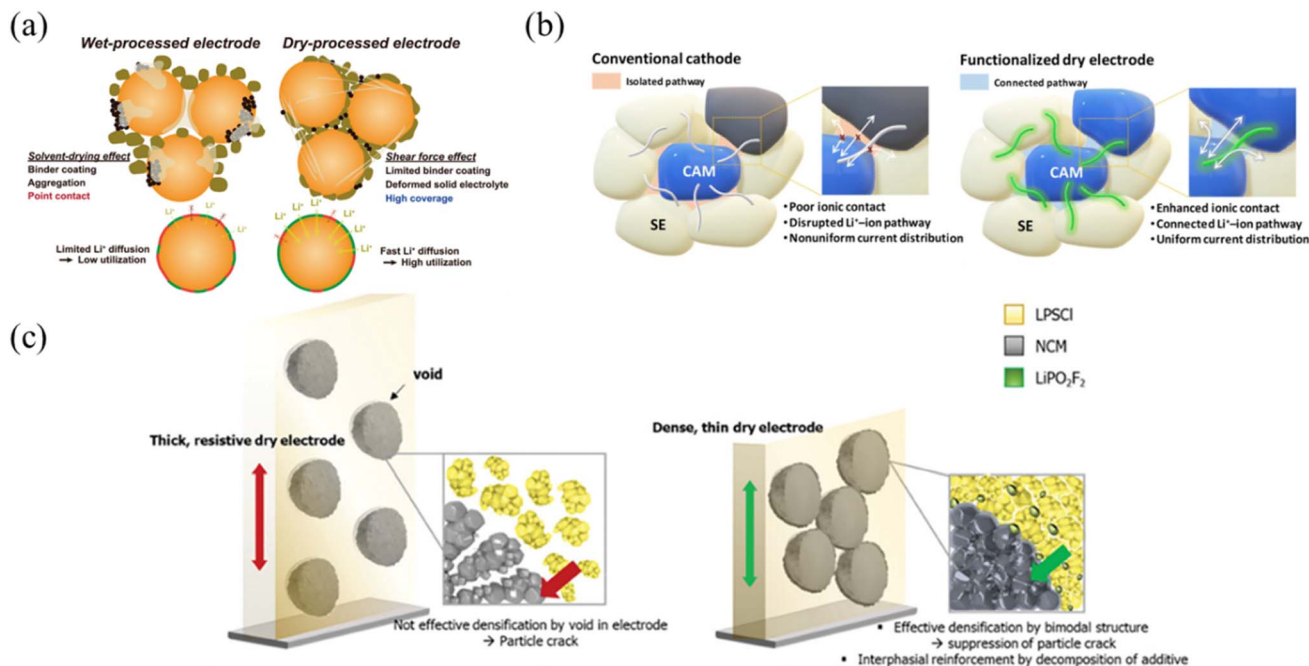 (a)
Wet-processed electrode
Dry-processed electrode
Solvent-drying effect
Binder coating
Aggregation
Point contact
Shear force effect
Limited binder coating
Deformed solid electrolyte
High coverage
Li⁺
Li⁺
Li⁺
Li⁺
Li⁺
Li⁺
Li⁺
Limited Li⁺ diffusion
→ Low utilization
Fast Li⁺ diffusion
→ High utilization
(b)
Conventional cathode
Isolated pathway
CAM
SE
• Poor ionic contact
• Disrupted Li⁺–ion pathway
• Nonuniform current distribution
Functionalized dry electrode
Connected pathway
CAM
SE
• Enhanced ionic contact
• Connected Li⁺–ion pathway
• Uniform current distribution
(c)
void
Thick, resistive dry electrode
Not effective densification by void in electrode
→ Particle crack
LPSCl
NCM
LiPO₂F₂
Dense, thin dry electrode
▪ Effective densification by bimodal structure
→ suppression of particle crack
▪ Interphasial reinforcement by decomposition of additive